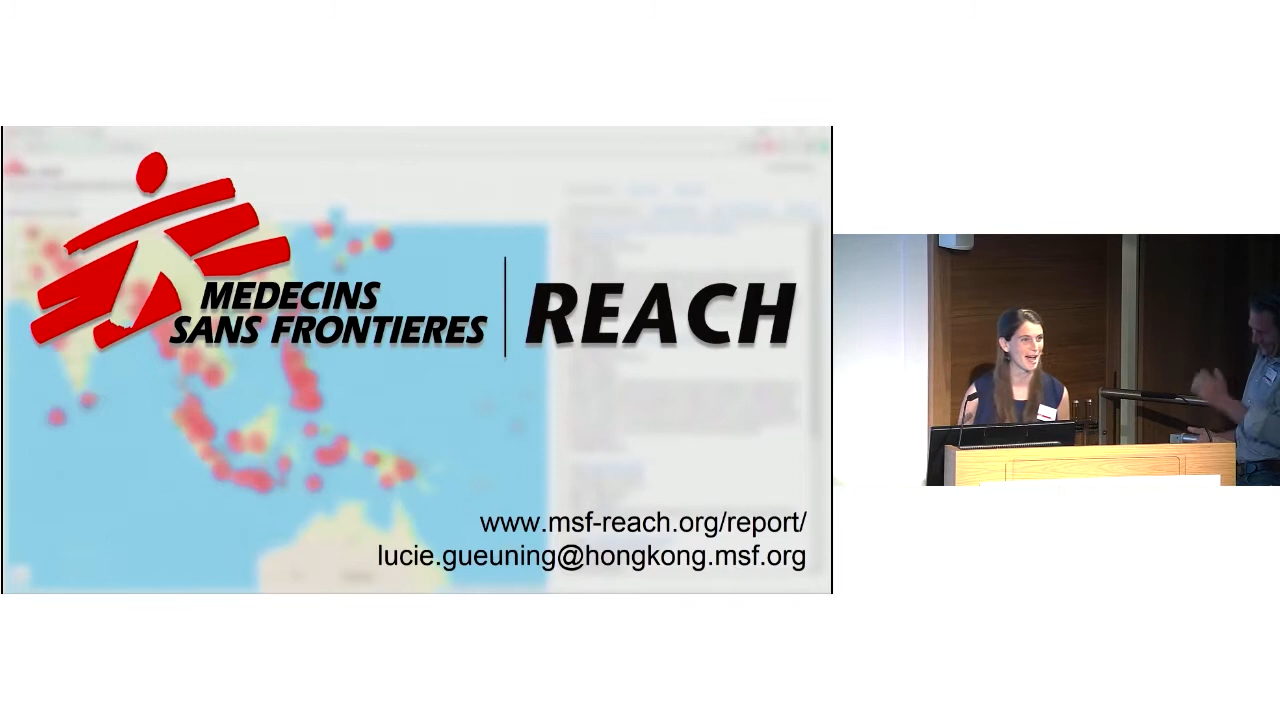 MEDECINS
SANS FRONTIERES
REACH
www.msf-reach.org/report/
lucie.gueuning@hongkong.msf.org